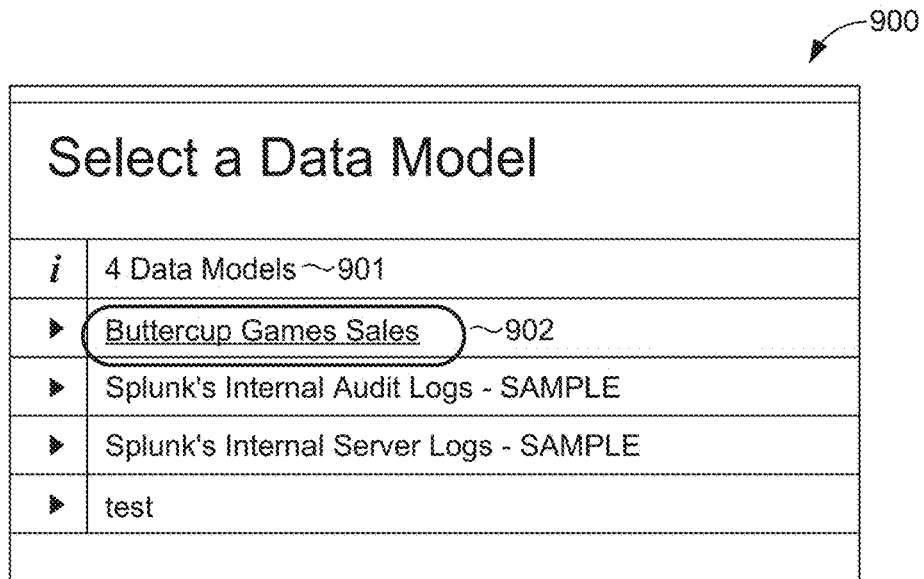 900
Select a Data Model
i 4 Data Models 901
Buttercup Games Sales 902
Splunk's Internal Audit Logs - SAMPLE
Splunk's Internal Server Logs - SAMPLE
test